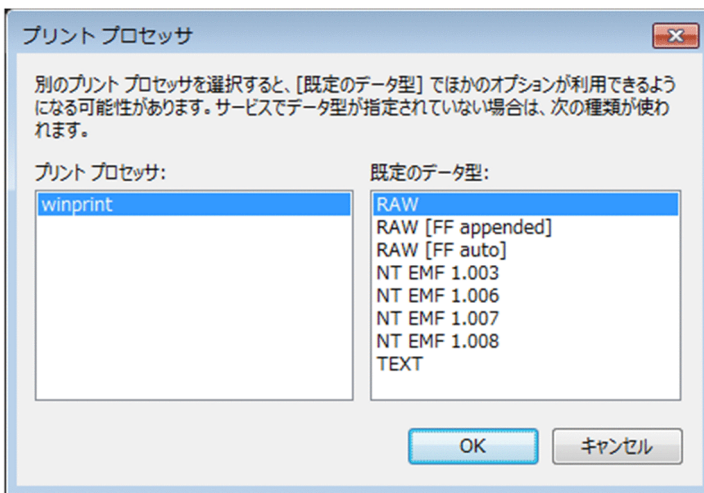 プリント プロセッサ
別のプリント プロセッサを選択すると、[既定のデータ型] でほかのオプションが利用できるよう
になる可能性があります。サービスでデータ型が指定されていない場合は、次の種類が使わ
れます。
プリント プロセッサ:
既定のデータ型:
winprint
RAW
RAW [FF appended]
RAW [FF auto]
NT EMF 1.003
NT EMF 1.006
NT EMF 1.007
NT EMF 1.008
TEXT
OK
キャンセル